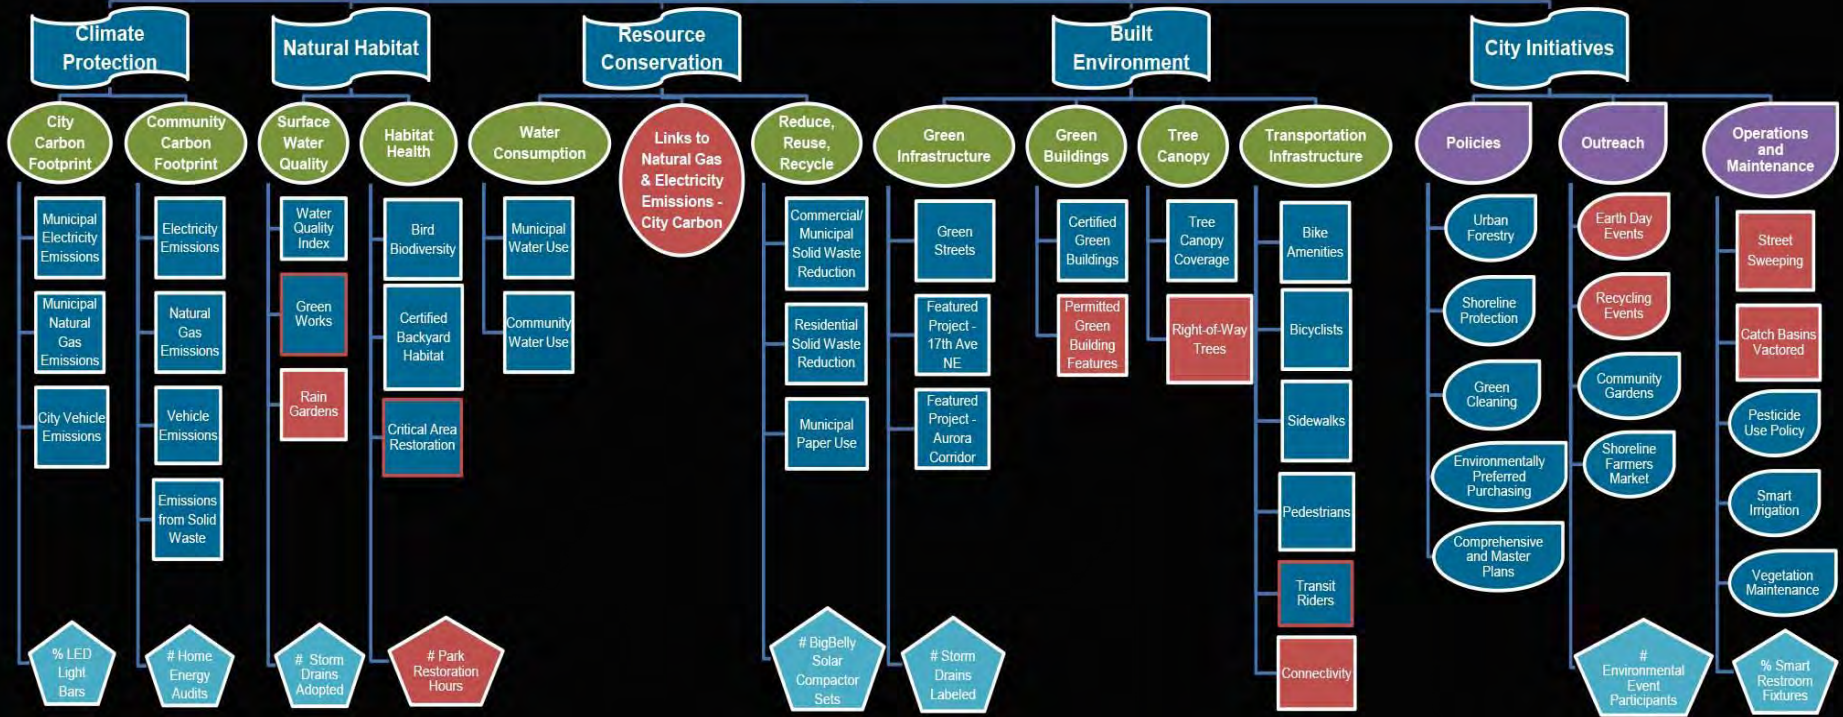 Climate
Protection
Natural Habitat
Resource
Conservation
Built
Environment
City Initiatives
City
Carbon
Footprint
Community
Carbon
Footprint
Surface
Water
Quality
Habitat
Health
Water
Consumption
Links to
Natural Gas
& Electricity
Emissions -
City Carbon
Reduce,
Reuse,
Recycle
Green
Infrastructure
Green
Buildings
Tree
Canopy
Transportation
Infrastructure
Policies
Outreach
Operations
and
Maintenance
Municipal
Electricity
Emissions
Municipal
Natural
Gas
Emissions
City Vehicle
Emissions
% LED
Light
Bars
Electricity
Emissions
Natural
Gas
Emissions
Vehicle
Emissions
Emissions
from Solid
Waste
# Home
Energy
Audits
Water
Quality
Index
Green
Works
Rain
Gardens
# Storm
Drains
Adopted
Bird
Biodiversity
Certified
Backyard
Habitat
Critical Area
Restoration
# Park
Restoration
Hours
Municipal
Water Use
Community
Water Use
Commercial/
Municipal
Solid Waste
Reduction
Residential
Solid Waste
Reduction
Municipal
Paper Use
# BigBelly
Solar
Compactor
Sets
Green
Streets
Featured
Project -
17th Ave
NE
Featured
Project -
Aurora
Corridor
# Storm
Drains
Labeled
Certified
Green
Buildings
Permitted
Green
Building
Features
Tree
Canopy
Coverage
Right-of-Way
Trees
Bike
Amenities
Bicyclists
Sidewalks
Pedestrians
Transit
Riders
Connectivity
Urban
Forestry
Shoreline
Protection
Green
Cleaning
Environmentally
Preferred
Purchasing
Comprehensive
and Master
Plans
Earth Day
Events
Recycling
Events
Community
Gardens
Shoreline
Farmers
Market
#
Environmental
Event
Participants
Street
Sweeping
Catch Basins
Vactored
Pesticide
Use Policy
Smart
Irrigation
Vegetation
Maintenance
% Smart
Restroom
Fixtures